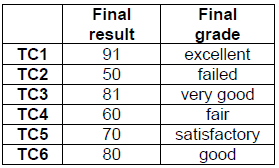 Final result Final grade
TC1 91 excellent
TC2 50 failed
TC3 81 very good
TC4 60 fair
TC5 70 satisfactory
TC6 80 good